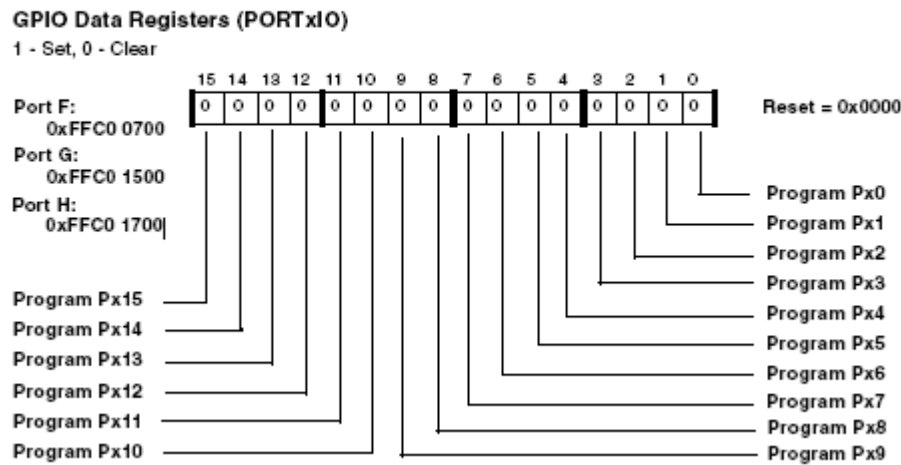 GPIO Data Registers (PORTxIO)
1 - Set, 0 - Clear
15 14 13 12 11 10 9 8 7 6 5 4 3 2 1 0
0 0 0 0 0 0 0 0 0 0 0 0 0 0 0 0
Reset = 0x0000
Port F:
0xFFC0 0700
Port G:
0xFFC0 1500
Port H:
0xFFC0 1700
Program Px15
Program Px14
Program Px13
Program Px12
Program Px11
Program Px10
Program Px0
Program Px1
Program Px2
Program Px3
Program Px4
Program Px5
Program Px6
Program Px7
Program Px8
Program Px9